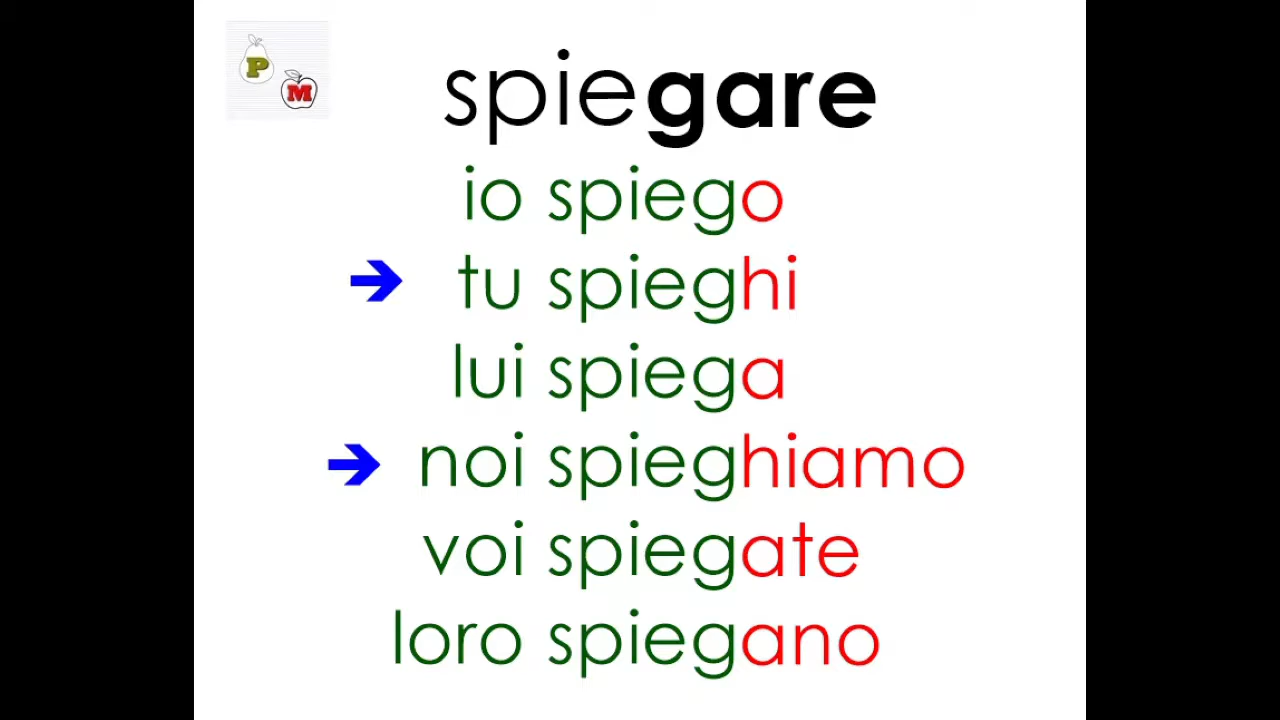 P
M
spiegare
io spiego
➔ tu spieghi
lui spiega
➔ noi spieghiamo
voi spiegate
loro spiegano